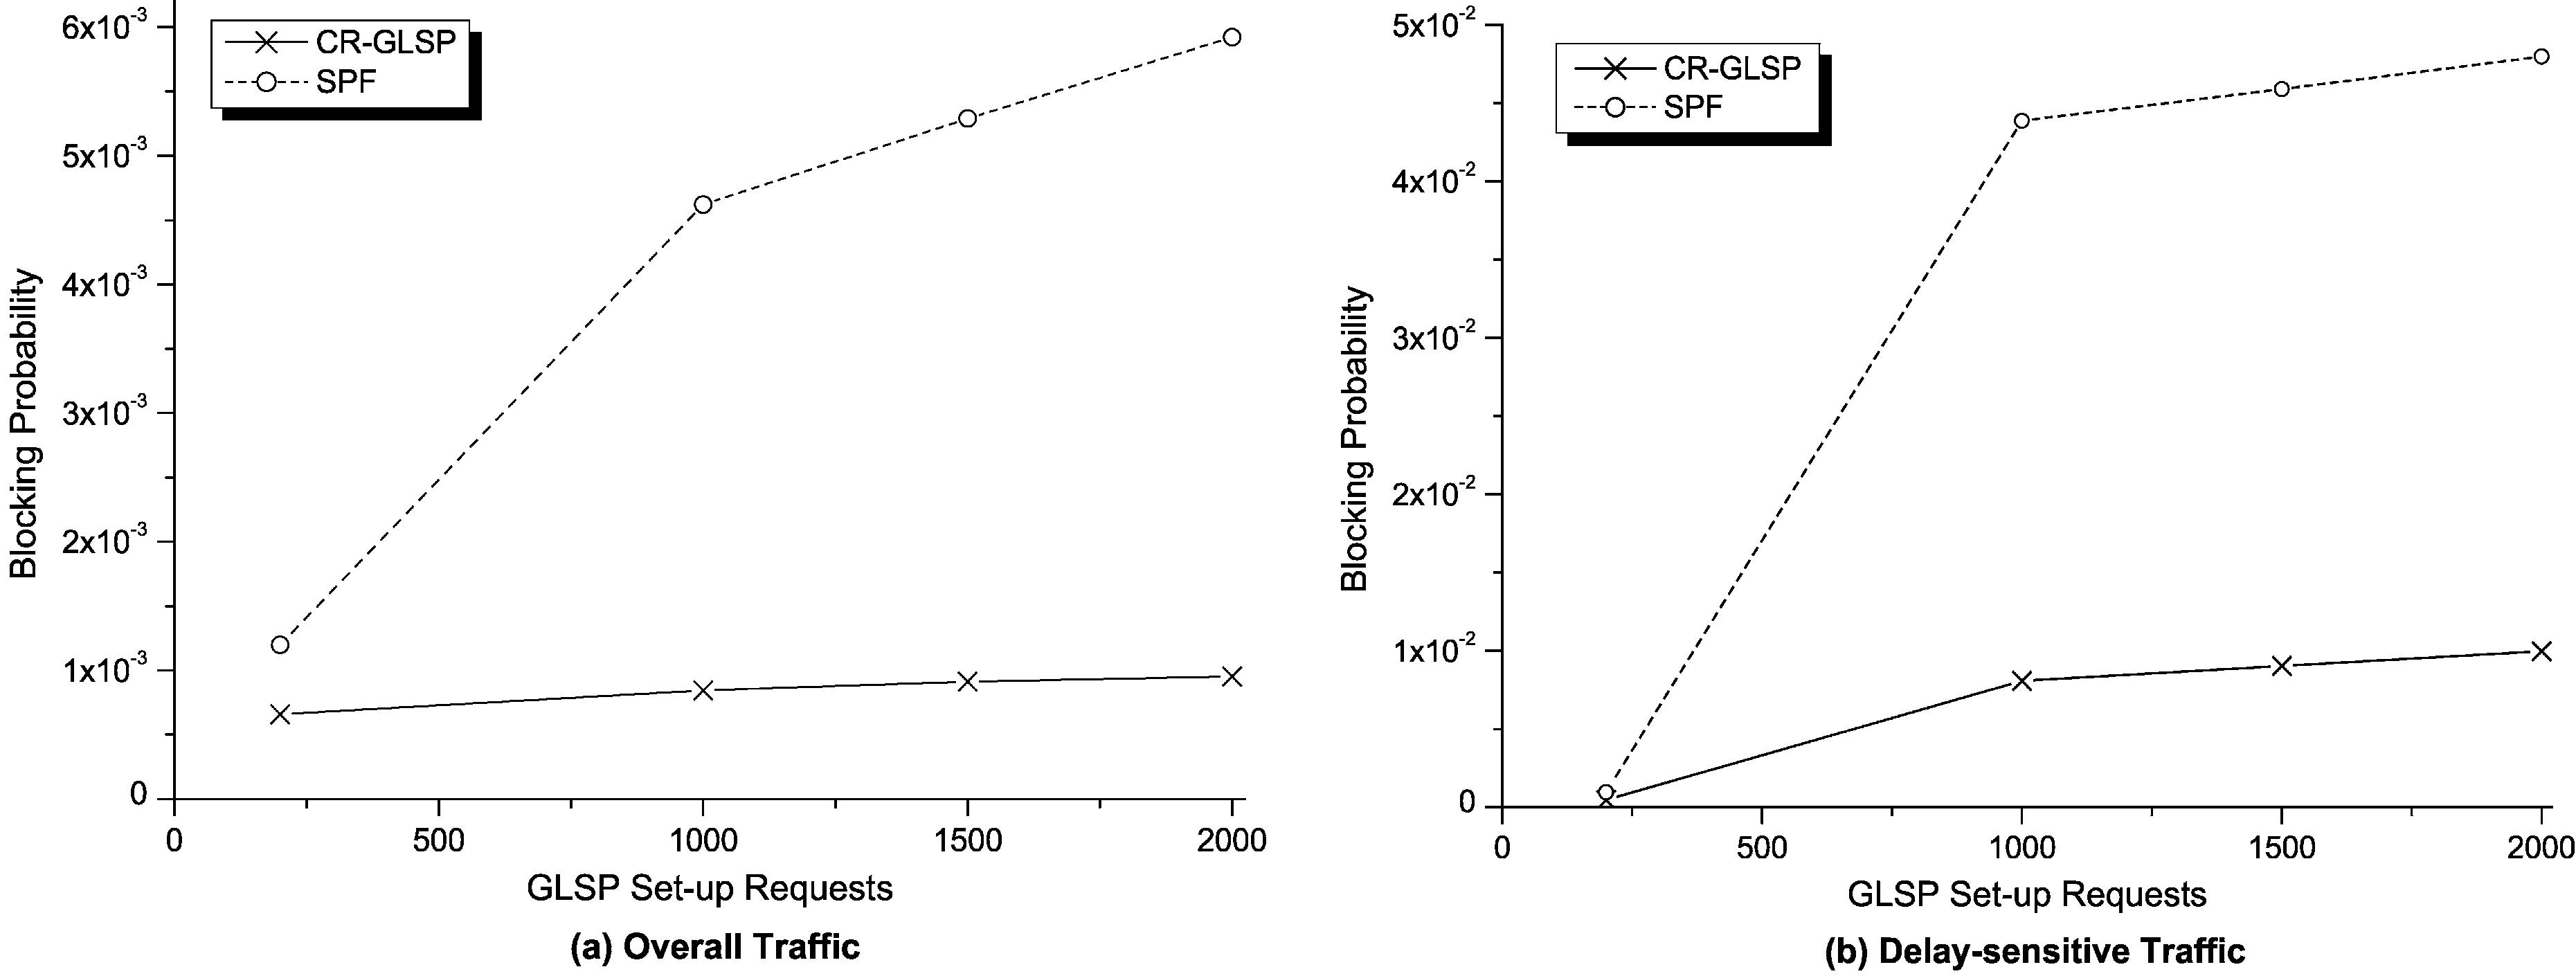 CR-GLSP
SPF
6x10-3
5x10-3
4x10-3
3x10-3
2x10-3
1x10-3
0
Blocking Probability
0 500 1000 1500 2000
GLSP Set-up Requests
(a) Overall Traffic
CR-GLSP
SPF
5x10-2
4x10-2
3x10-2
2x10-2
1x10-2
0
Blocking Probability
0 500 1000 1500 2000
GLSP Set-up Requests
(b) Delay-sensitive Traffic